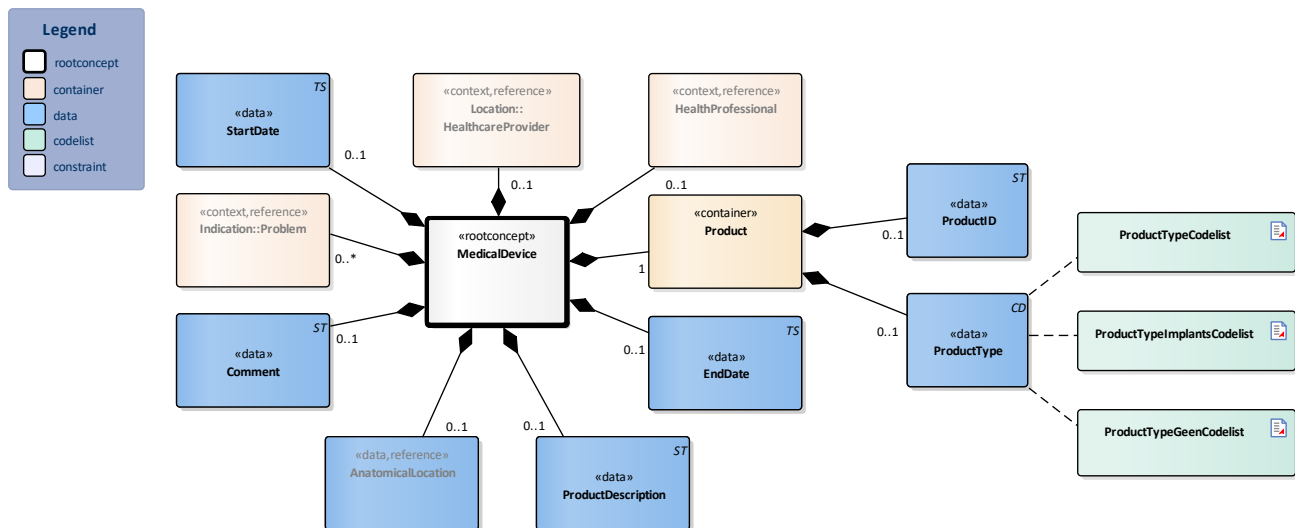 Legend
rootconcept
container
data
codelist
constraint
TS
«data»
StartDate
0..1
«context,reference»
Location::
HealthcareProvider
0..1
«context,reference»
HealthProfessional
0..1
«context,reference»
Indication::Problem
0..*
«rootconcept»
MedicalDevice
«container»
Product
1
ST
«data»
ProductID
0..1
ProductTypeCodelist
ST
«data»
Comment
0..1
TS
«data»
EndDate
0..1
CD
«data»
ProductType
0..1
ProductTypeImplantsCodelist
ProductTypeGeenCodelist
«data,reference»
AnatomicalLocation
0..1
ST
«data»
ProductDescription
0..1